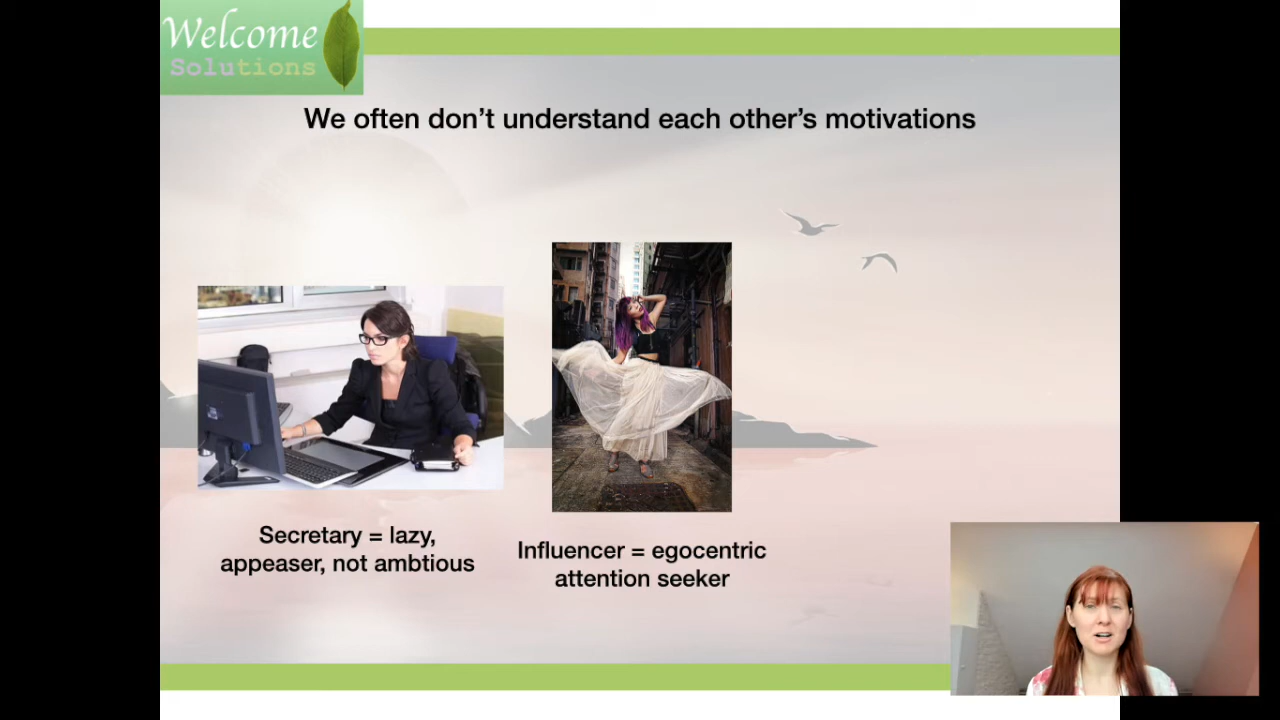 Welcome
Solutions
We often don't understand each other's motivations
Secretary = lazy,
appeaser, not ambtious
Influencer = egocentric
attention seeker